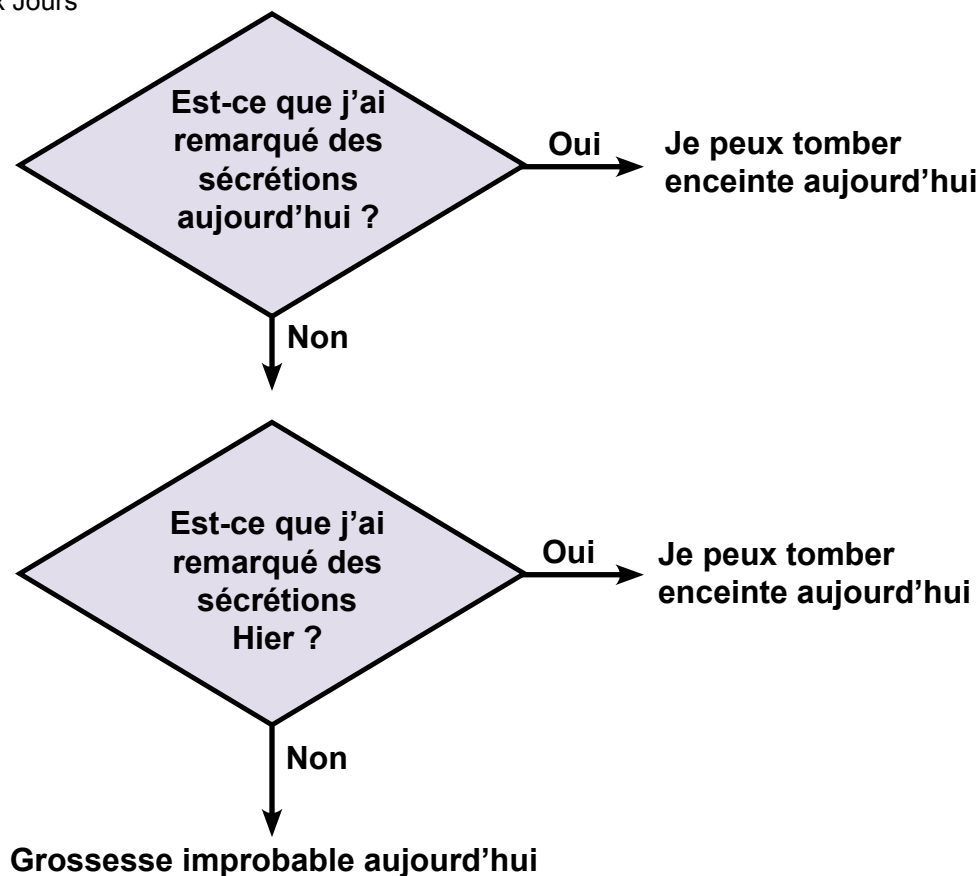 Jours
Est-ce que j’ai
remarqué des
sécrétions
aujourd’hui ?
Oui
Je peux tomber
enceinte aujourd’hui
Non
Est-ce que j’ai
remarqué des
sécrétions
Hier ?
Oui
Je peux tomber
enceinte aujourd’hui
Non
Grossesse improbable aujourd’hui